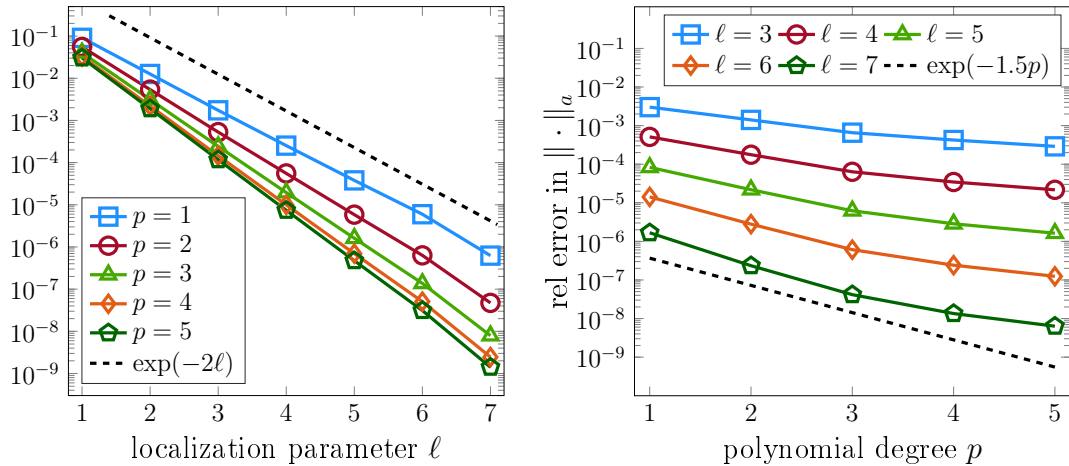 10⁻¹
10⁻²
10⁻³
10⁻⁴
10⁻⁵
10⁻⁶
10⁻⁷
10⁻⁸
10⁻⁹
p = 1
p = 2
p = 3
p = 4
p = 5
exp(−2ℓ)
1 2 3 4 5 6 7
localization parameter ℓ
rel error in ‖ · ‖ₐ
10⁻¹
10⁻²
10⁻³
10⁻⁴
10⁻⁵
10⁻⁶
10⁻⁷
10⁻⁸
10⁻⁹
ℓ = 3 ℓ = 4 ℓ = 5
ℓ = 6 ℓ = 7 exp(−1.5p)
1 2 3 4 5
polynomial degree p